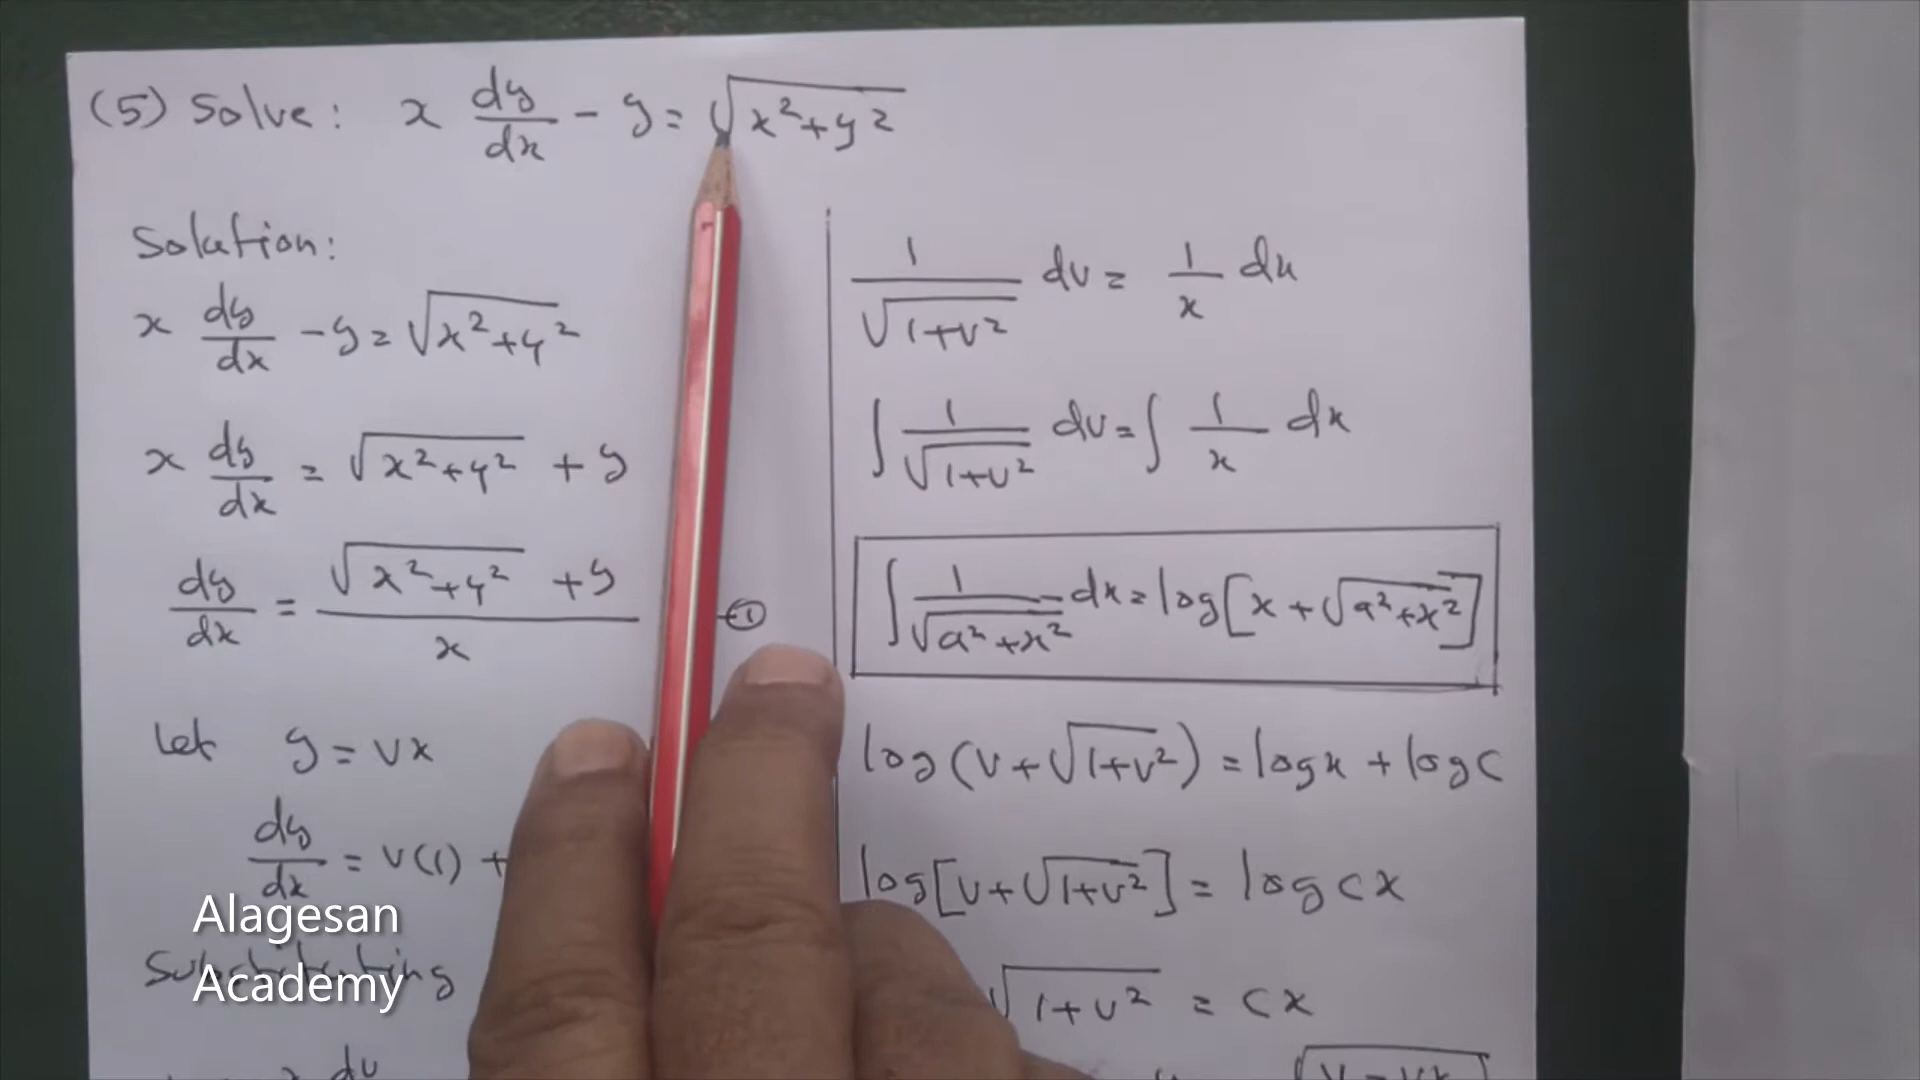 (5) Solve: x dy/dx - y = √(x²+y²)
Solution:
x dy/dx - y = √(x²+y²)
x dy/dx = √(x²+y²) + y
dy/dx = (√(x²+y²) + y)/x - ①
Let y = vx
dy/dx = v(1) +
Substituting
dv
1/√(1+v²) dv = 1/x dx
∫ 1/√(1+v²) dv = ∫ 1/x dx
∫ 1/√(a²+x²) dx = log[x + √(a²+x²)]
log(v + √(1+v²)) = log x + log c
log[v + √(1+v²)] = log cx
√(1+v²) = cx
Alagesan
Academy